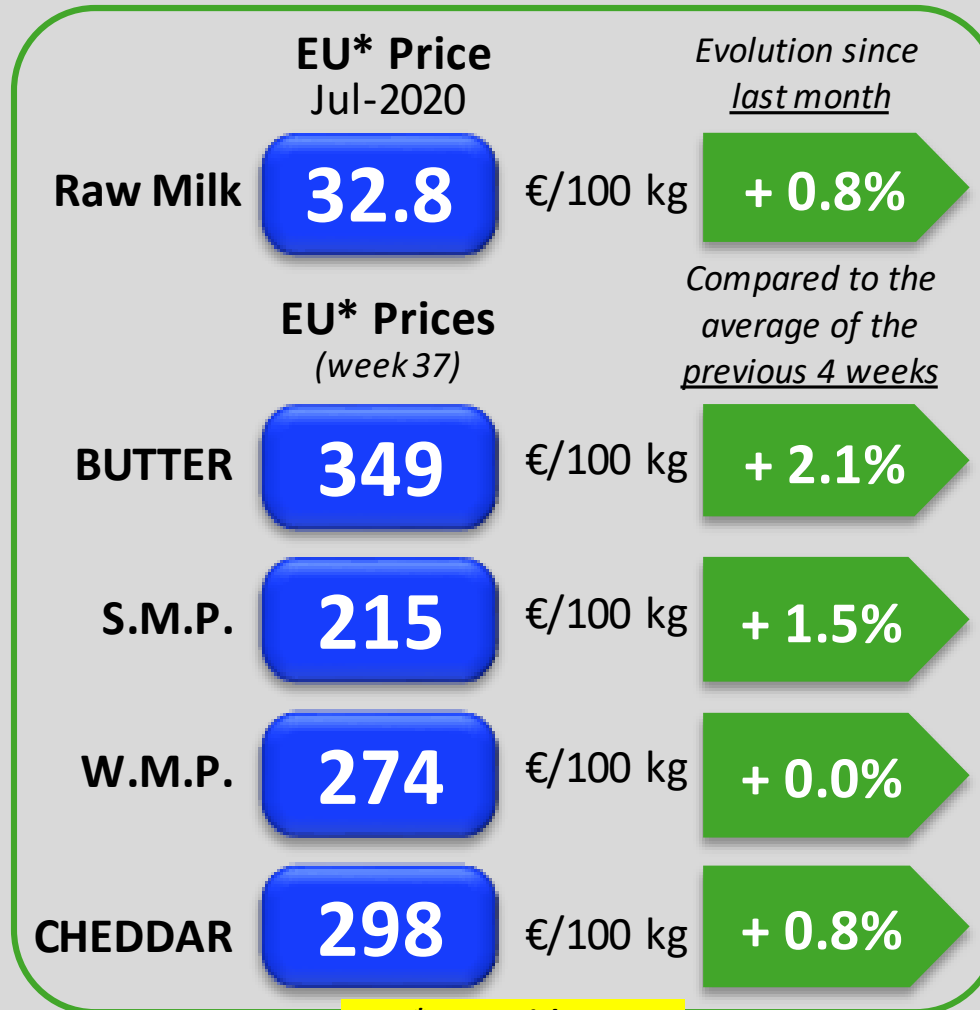 EU* Price
Jul-2020
Evolution since
last month
Raw Milk 32.8 €/100 kg + 0.8%
EU* Prices
(week 37)
Compared to the
average of the
previous 4 weeks
BUTTER 349 €/100 kg + 2.1%
S.M.P. 215 €/100 kg + 1.5%
W.M.P. 274 €/100 kg + 0.0%
CHEDDAR 298 €/100 kg + 0.8%